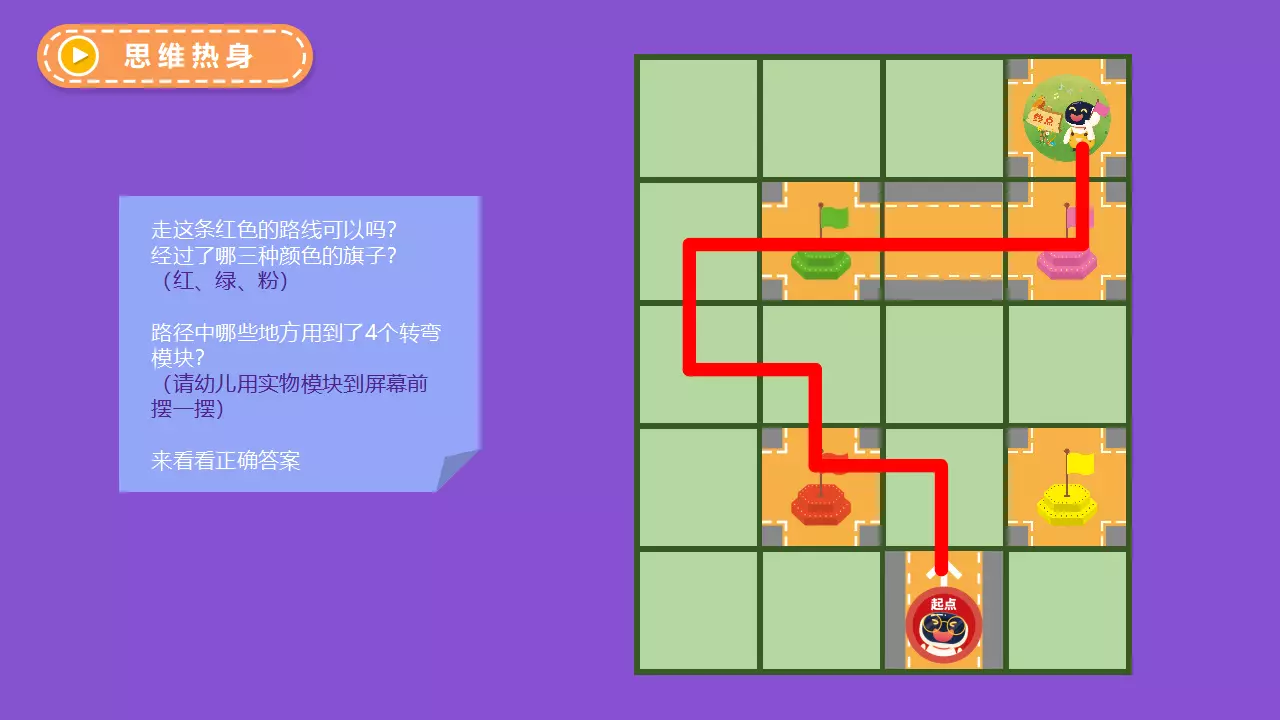 思维热身
走这条红色的路线可以吗?
经过了哪三种颜色的旗子?
（红、绿、粉）
路径中哪些地方用到了4个转弯
模块?
（请幼儿用实物模块到屏幕前
摆一摆）
来看看正确答案
终点
起点